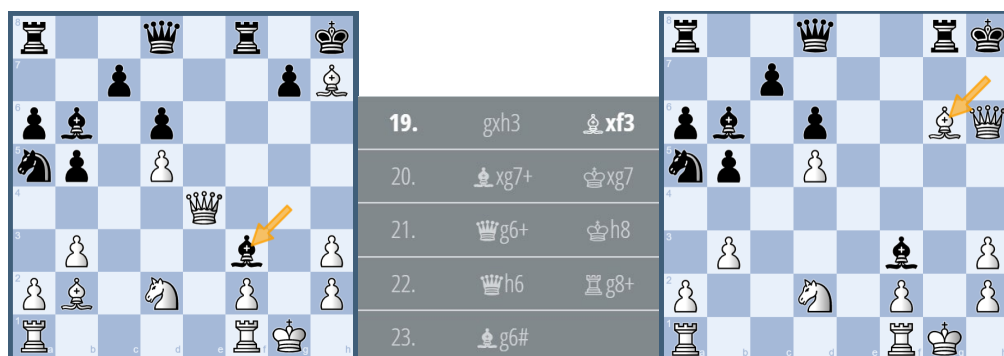 19. gxh3 ♗xf3
20. ♝xg7+ ♔xg7
21. ♛g6+ ♔h8
22. ♛h6 ♖g8+
23. ♝g6#